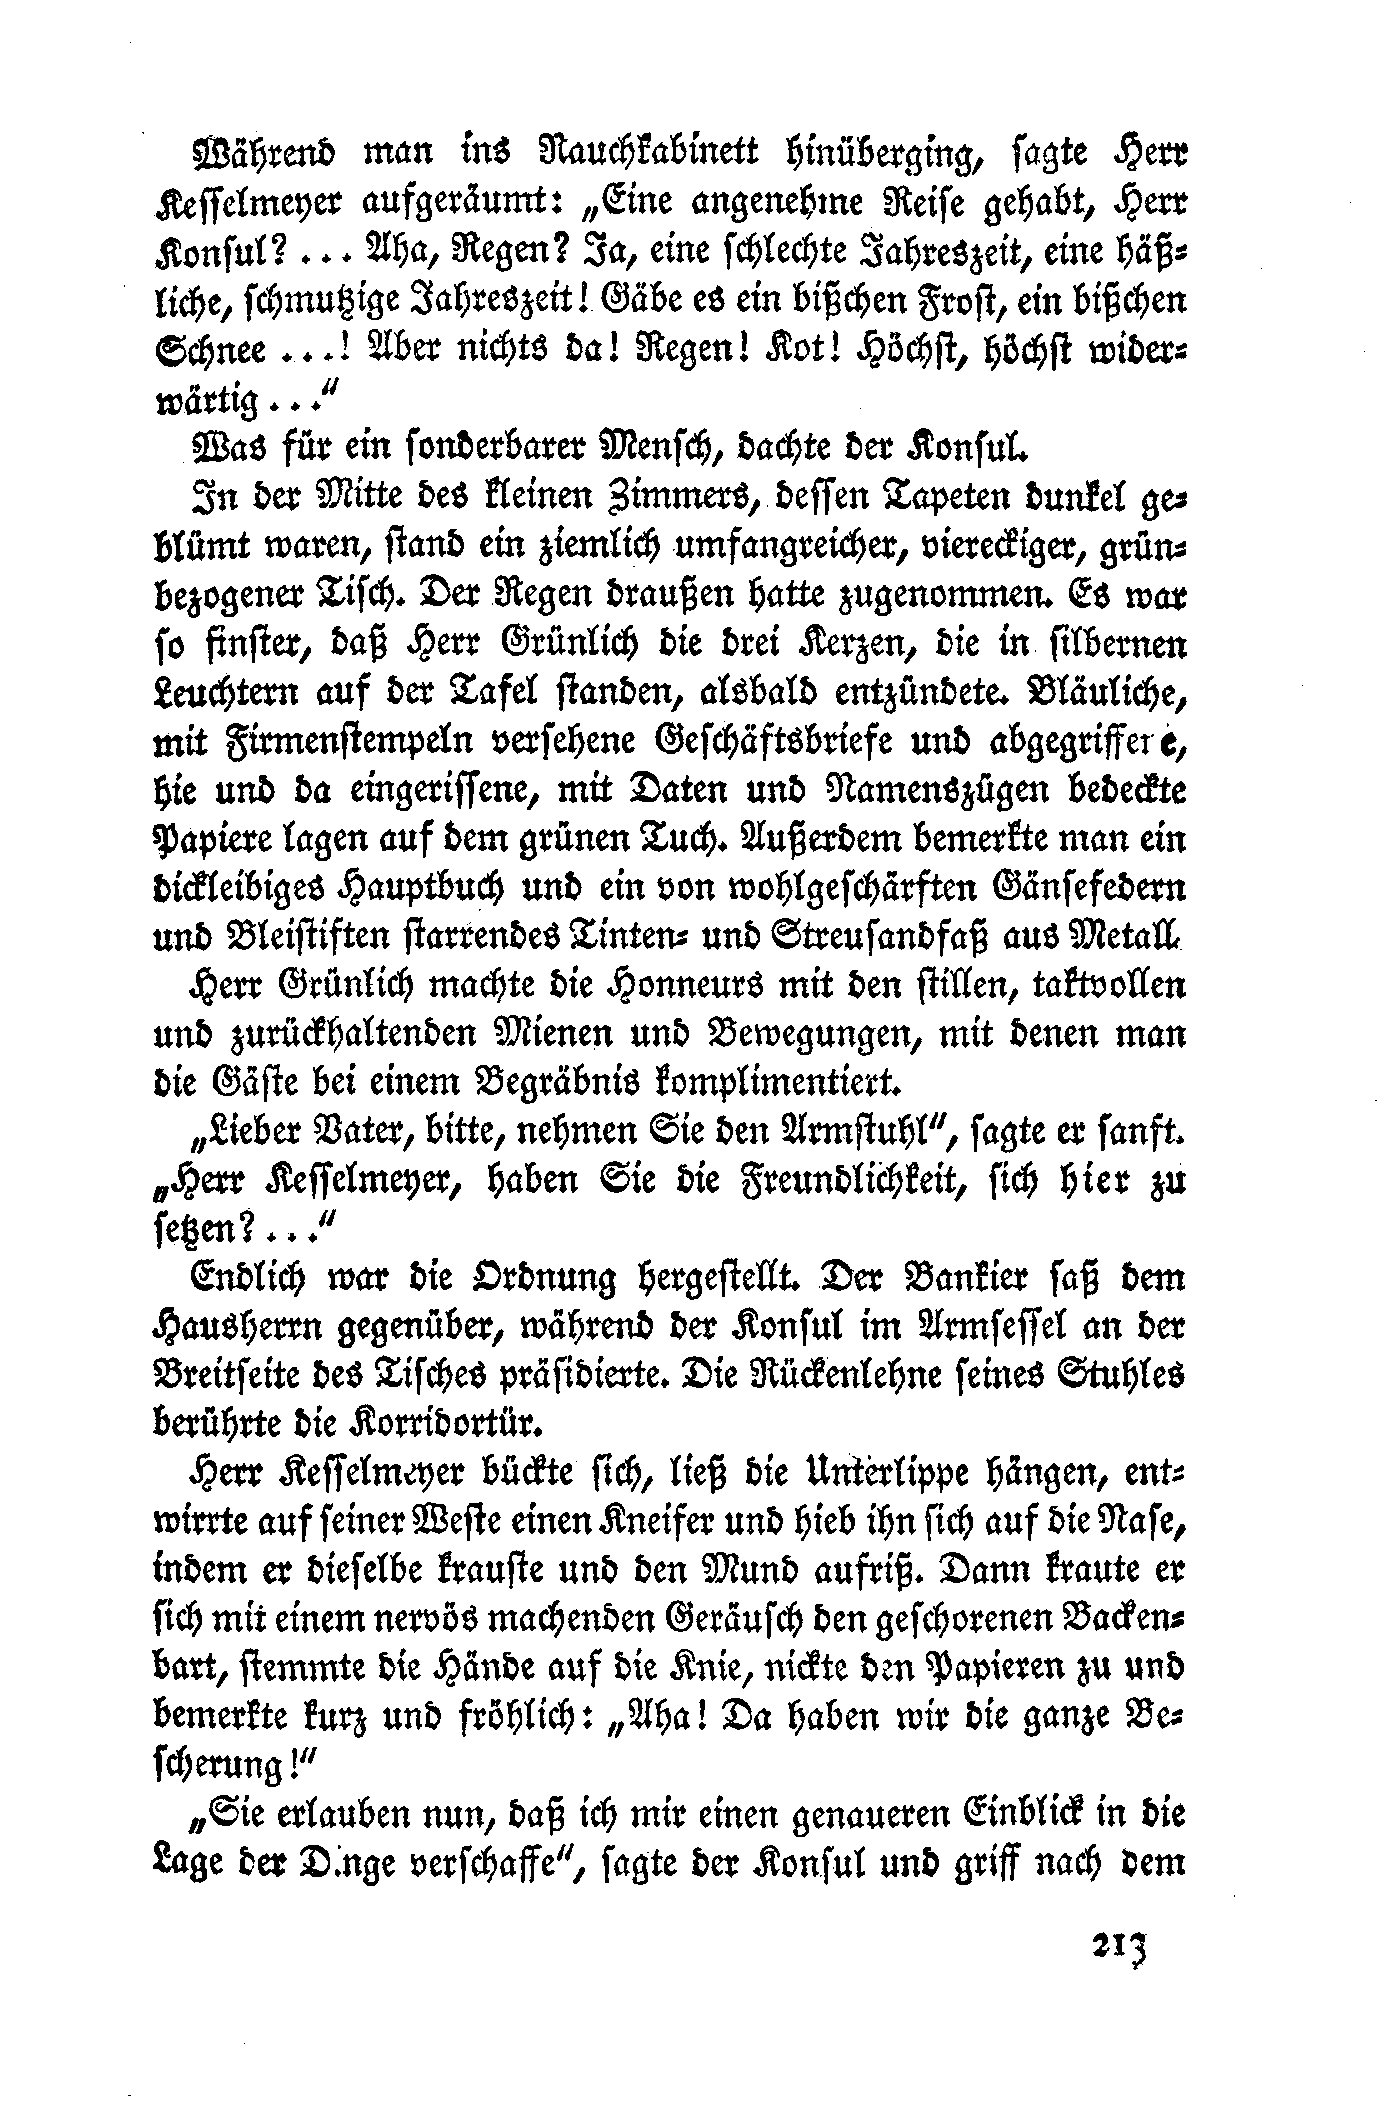 Während man ins Rauchkabinett hinüberging, sagte Herr
Kesselmeyer aufgeräumt: „Eine angenehme Reise gehabt, Herr
Konsul? . . . Aha, Regen? Ja, eine schlechte Jahreszeit, eine häß-
liche, schmutzige Jahreszeit! Gäbe es ein bißchen Frost, ein bißchen
Schnee . . .! Aber nichts da! Regen! Kot! Höchst, höchst wider-
wärtig . . .“
Was für ein sonderbarer Mensch, dachte der Konsul.
In der Mitte des kleinen Zimmers, dessen Tapeten dunkel ge-
blümt waren, stand ein ziemlich umfangreicher, viereckiger, grün-
bezogener Tisch. Der Regen draußen hatte zugenommen. Es war
so finster, daß Herr Grünlich die drei Kerzen, die in silbernen
Leuchtern auf der Tafel standen, alsbald entzündete. Bläuliche,
mit Firmenstempeln versehene Geschäftsbriefe und abgegriffene,
hie und da eingerissene, mit Daten und Namenszügen bedeckte
Papiere lagen auf dem grünen Tuch. Außerdem bemerkte man ein
dickleibiges Hauptbuch und ein von wohlgeschärften Gänsefedern
und Bleistiften starrendes Tinten- und Streusandfaß aus Metall.
Herr Grünlich machte die Honneurs mit den stillen, taktvollen
und zurückhaltenden Mienen und Bewegungen, mit denen man
die Gäste bei einem Begräbnis komplimentiert.
„Lieber Vater, bitte, nehmen Sie den Armstuhl“, sagte er sanft.
„Herr Kesselmeyer, haben Sie die Freundlichkeit, sich hier zu
setzen? . . .“
Endlich war die Ordnung hergestellt. Der Bankier saß dem
Hausherrn gegenüber, während der Konsul im Armsessel an der
Breitseite des Tisches präsidierte. Die Rückenlehne seines Stuhles
berührte die Korridortür.
Herr Kesselmeyer bückte sich, ließ die Unterlippe hängen, ent-
wirrte auf seiner Weste einen Kneifer und hieb ihn sich auf die Nase,
indem er dieselbe krauste und den Mund aufriß. Dann kraute er
sich mit einem nervös machenden Geräusch den geschorenen Backen-
bart, stemmte die Hände auf die Knie, nickte den Papieren zu und
bemerkte kurz und fröhlich: „Aha! Da haben wir die ganze Be-
scherung!“
„Sie erlauben nun, daß ich mir einen genaueren Einblick in die
Lage der Dinge verschaffe“, sagte der Konsul und griff nach dem
213